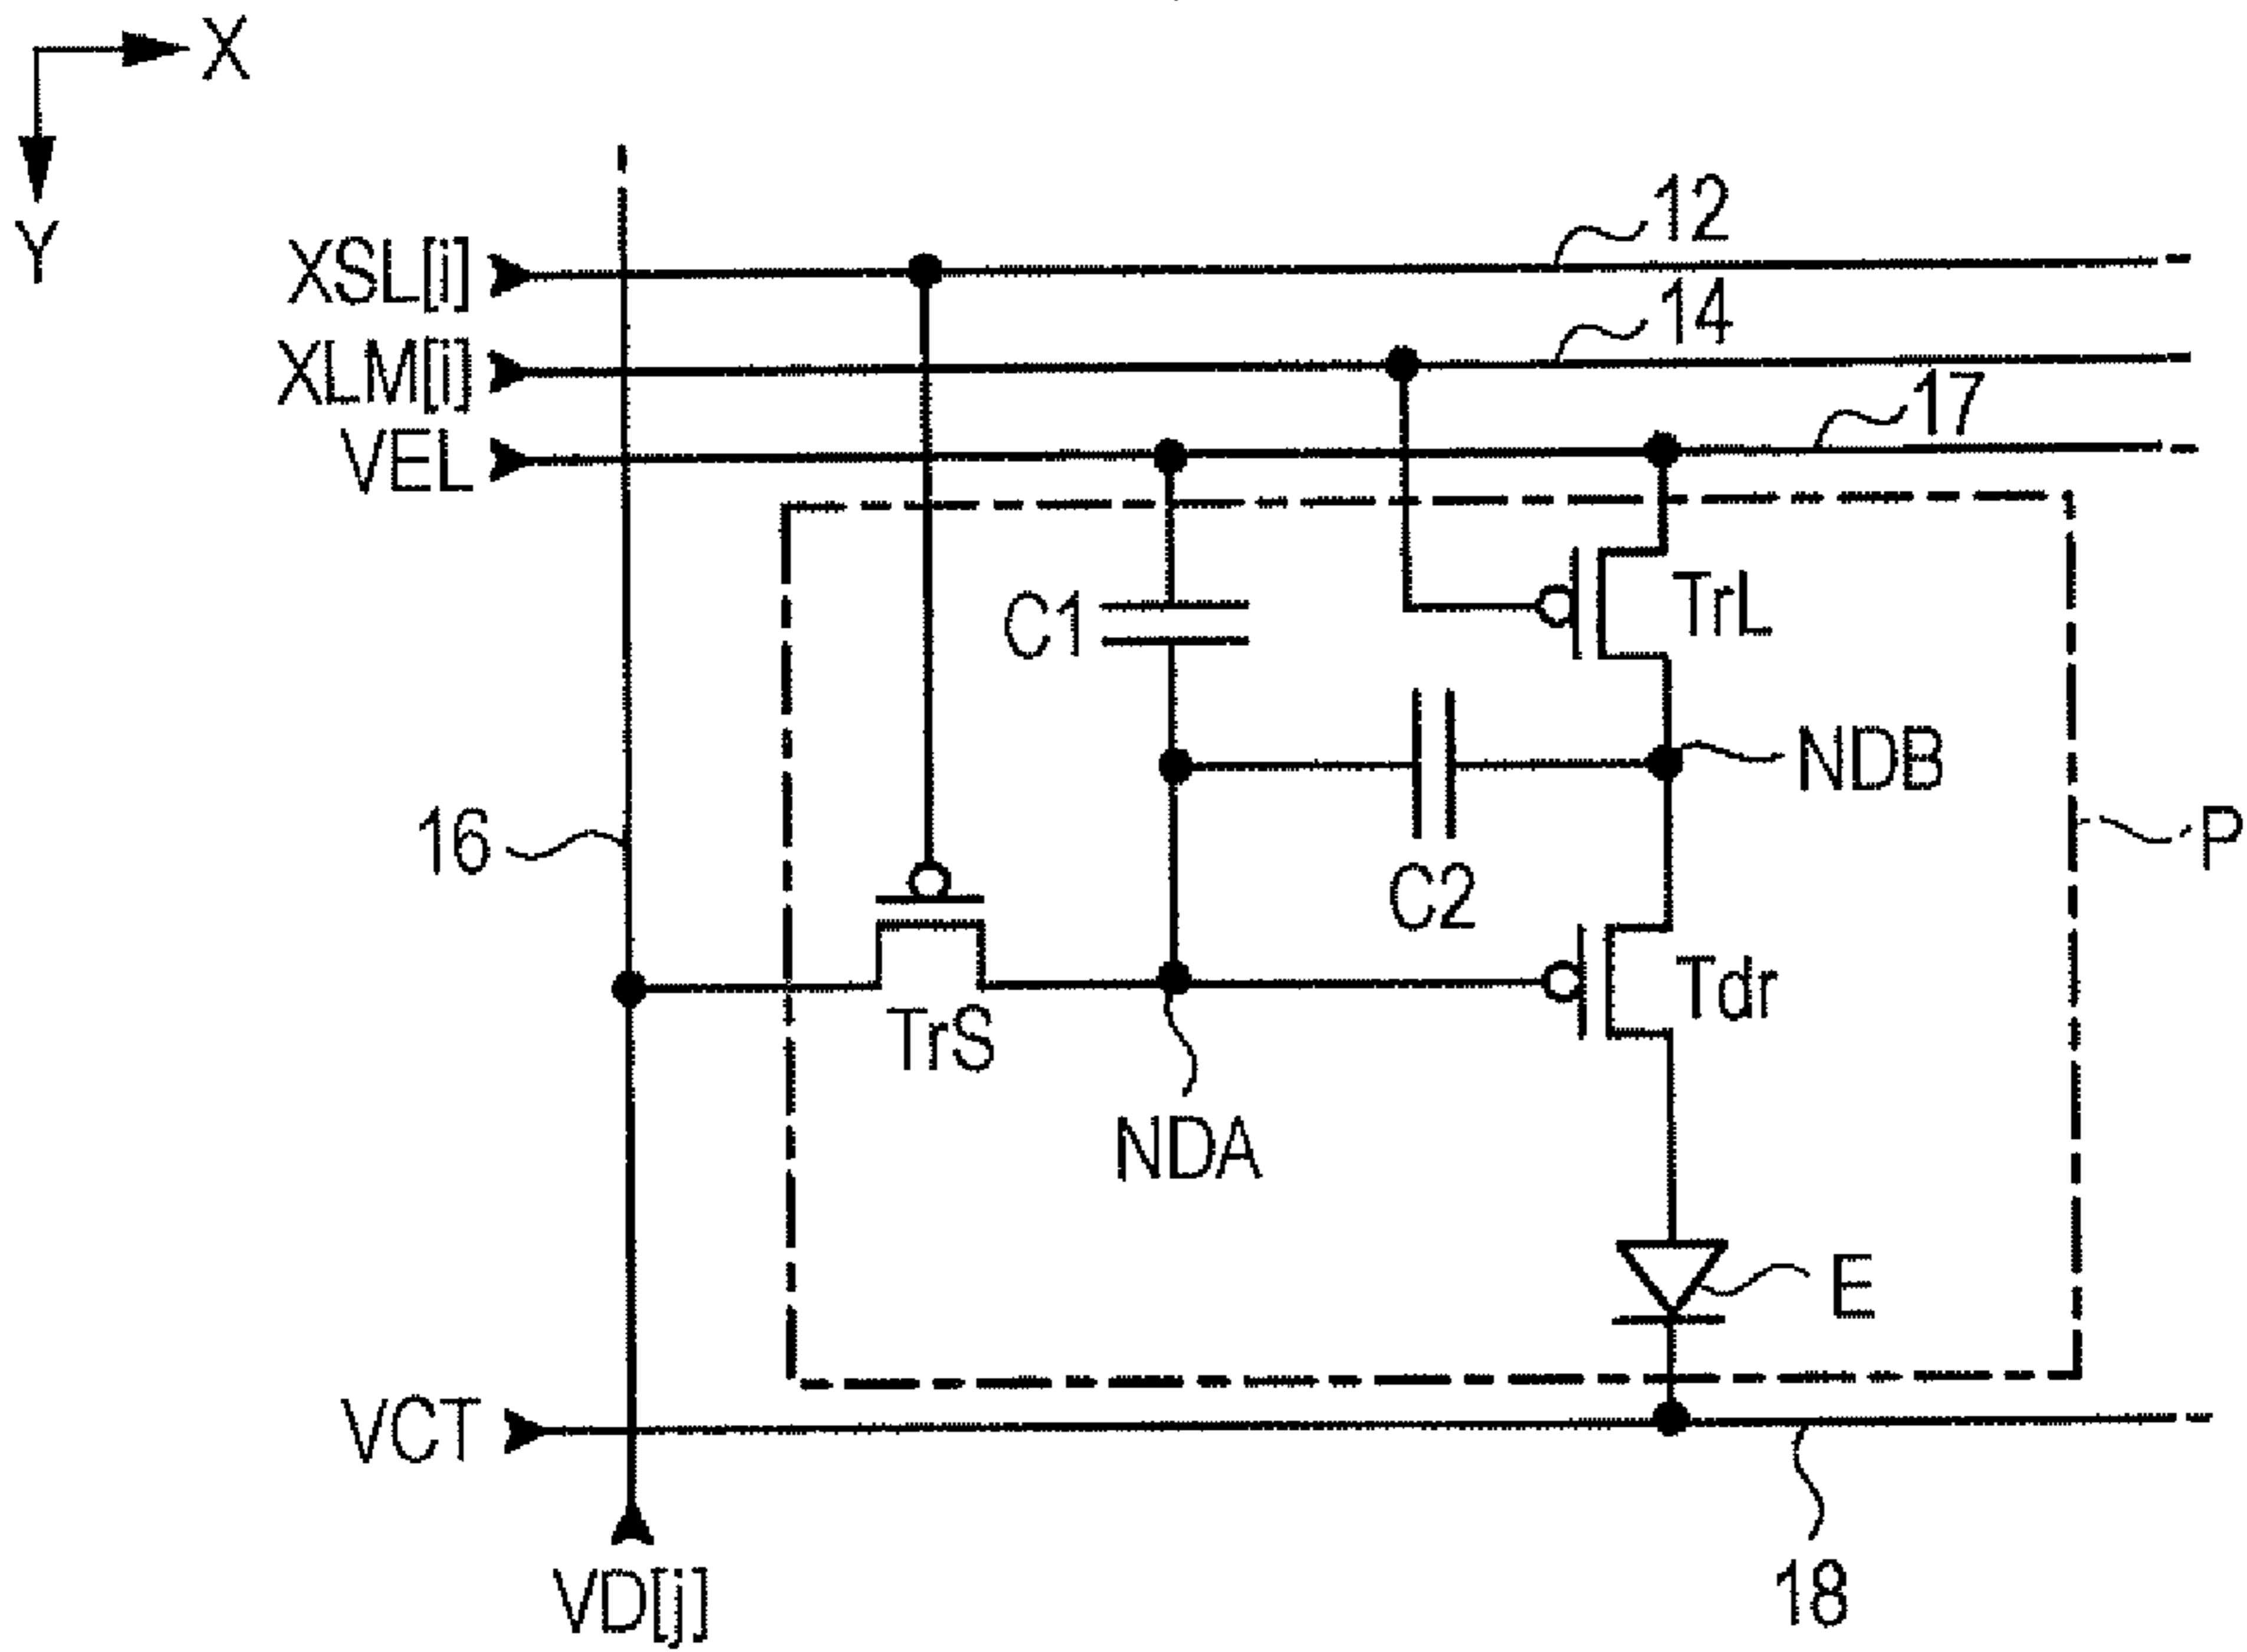 X
Y
12
XSL[i]
14
XLM[i]
17
VEL
C1
TrL
NDB
16
P
C2
Tdr
TrS
NDA
E
VCT
18
VD[j]